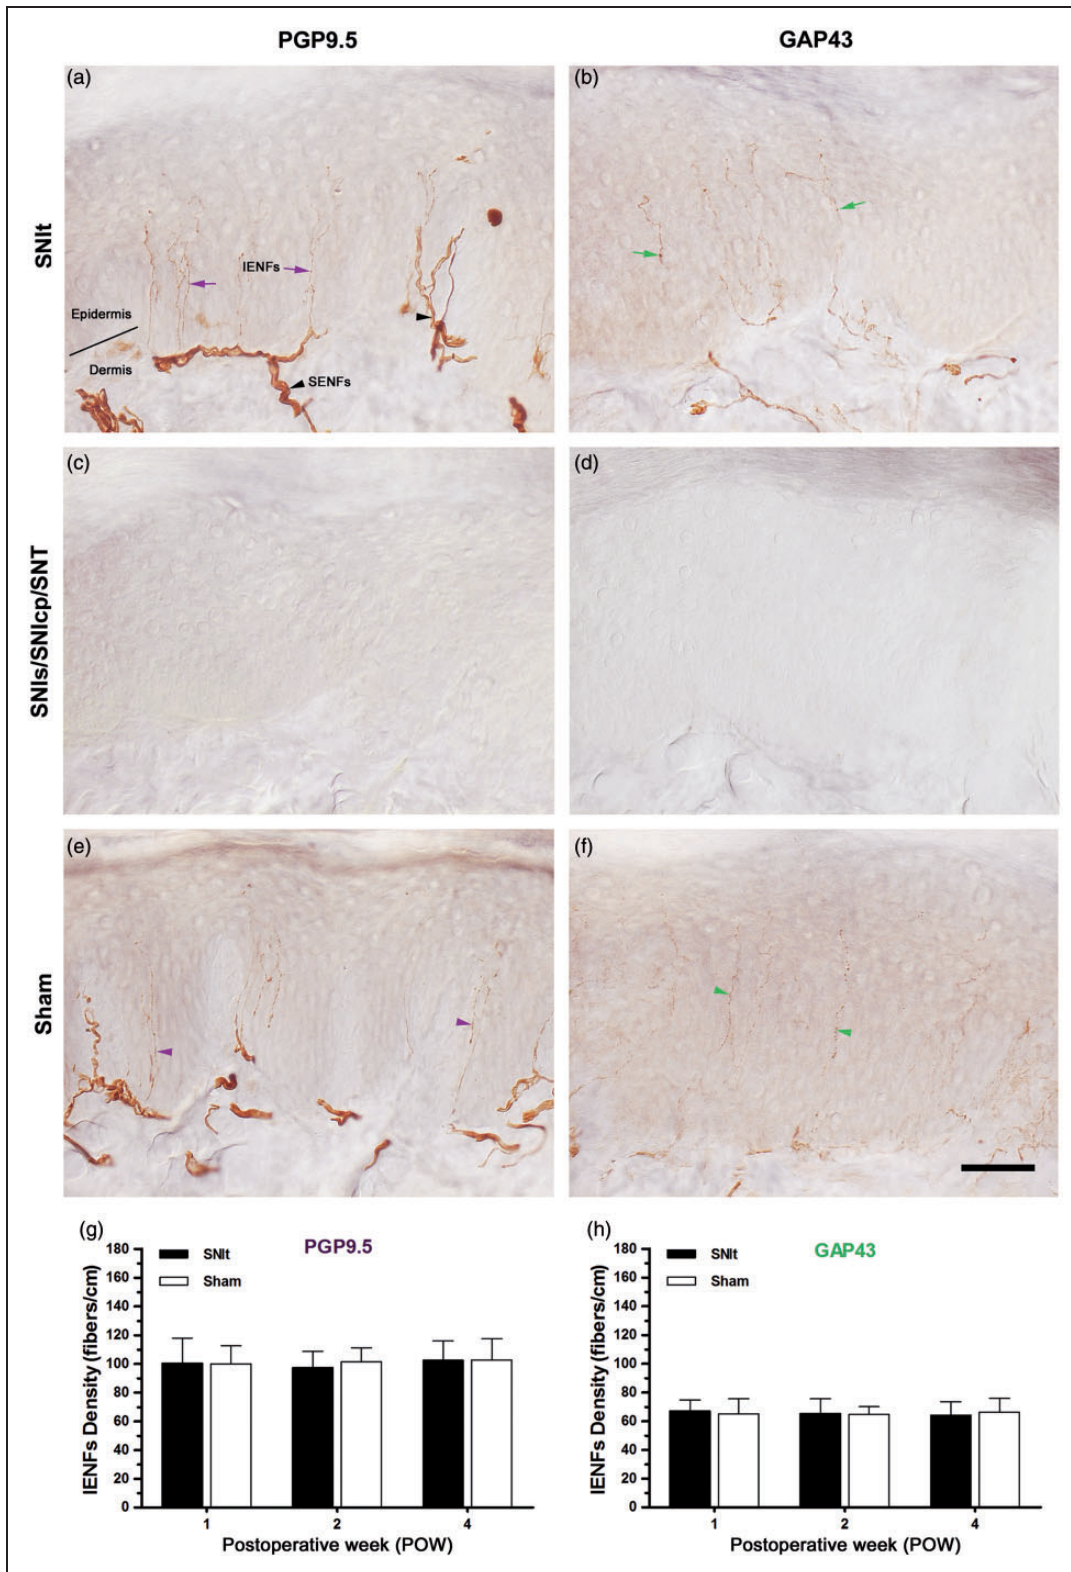 PGP9.5
GAP43
SNIt
(a)
IENFs
Epidermis
Dermis
SENFs
(b)
SNIs/SNIcp/SNT
(c)
(d)
Sham
(e)
(f)
(g)
PGP9.5
SNIt
Sham
IENFs Density (fibers/cm)
180
160
140
120
100
80
60
40
20
0
1 2 4
Postoperative week (POW)
(h)
GAP43
SNIt
Sham
IENFs Density (fibers/cm)
180
160
140
120
100
80
60
40
20
0
1 2 4
Postoperative week (POW)